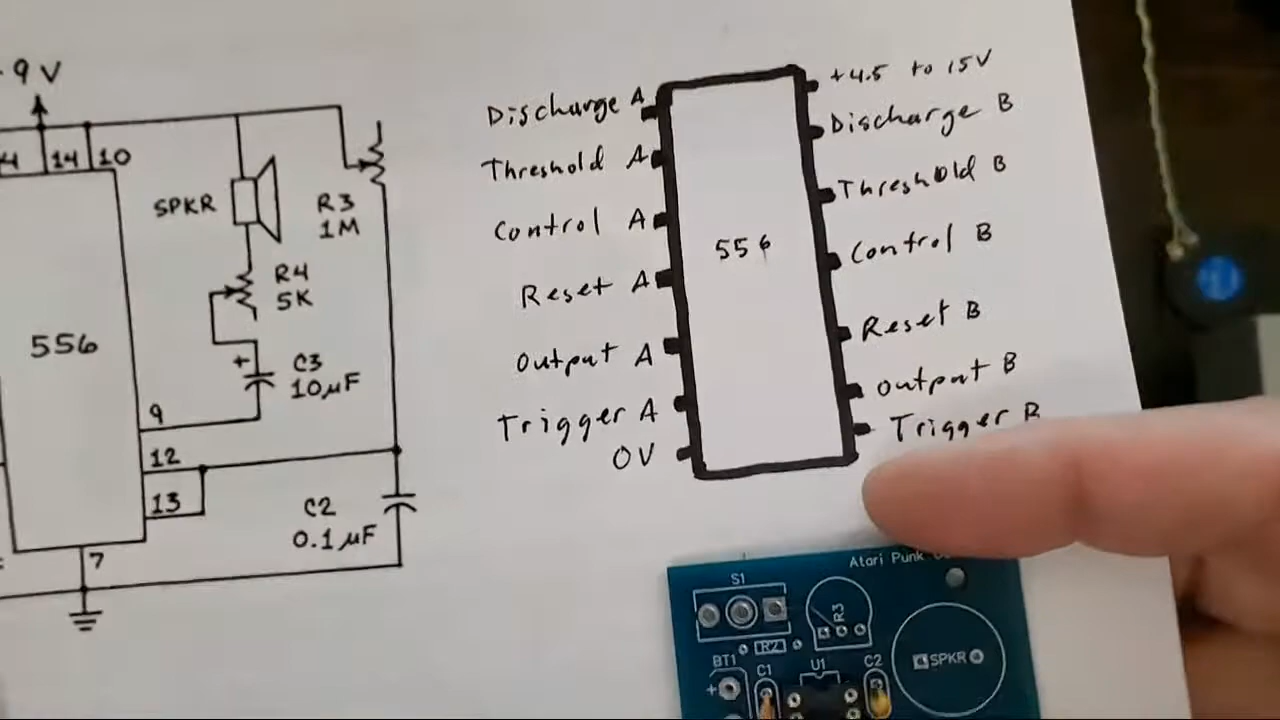 9 V
4
14
10
SPKR
R3
1M
R4
5K
556
+
C3
10µF
9
12
13
C2
0.1µF
7
Discharge A
Threshold A
Control A
Reset A
Output A
Trigger A
0V
556
+4.5 to 15V
Discharge B
Threshold B
Control B
Reset B
Output B
Trigger B
Atari Punk
S1
R3
R2
SPKR
BT1
+
C1
U1
C2